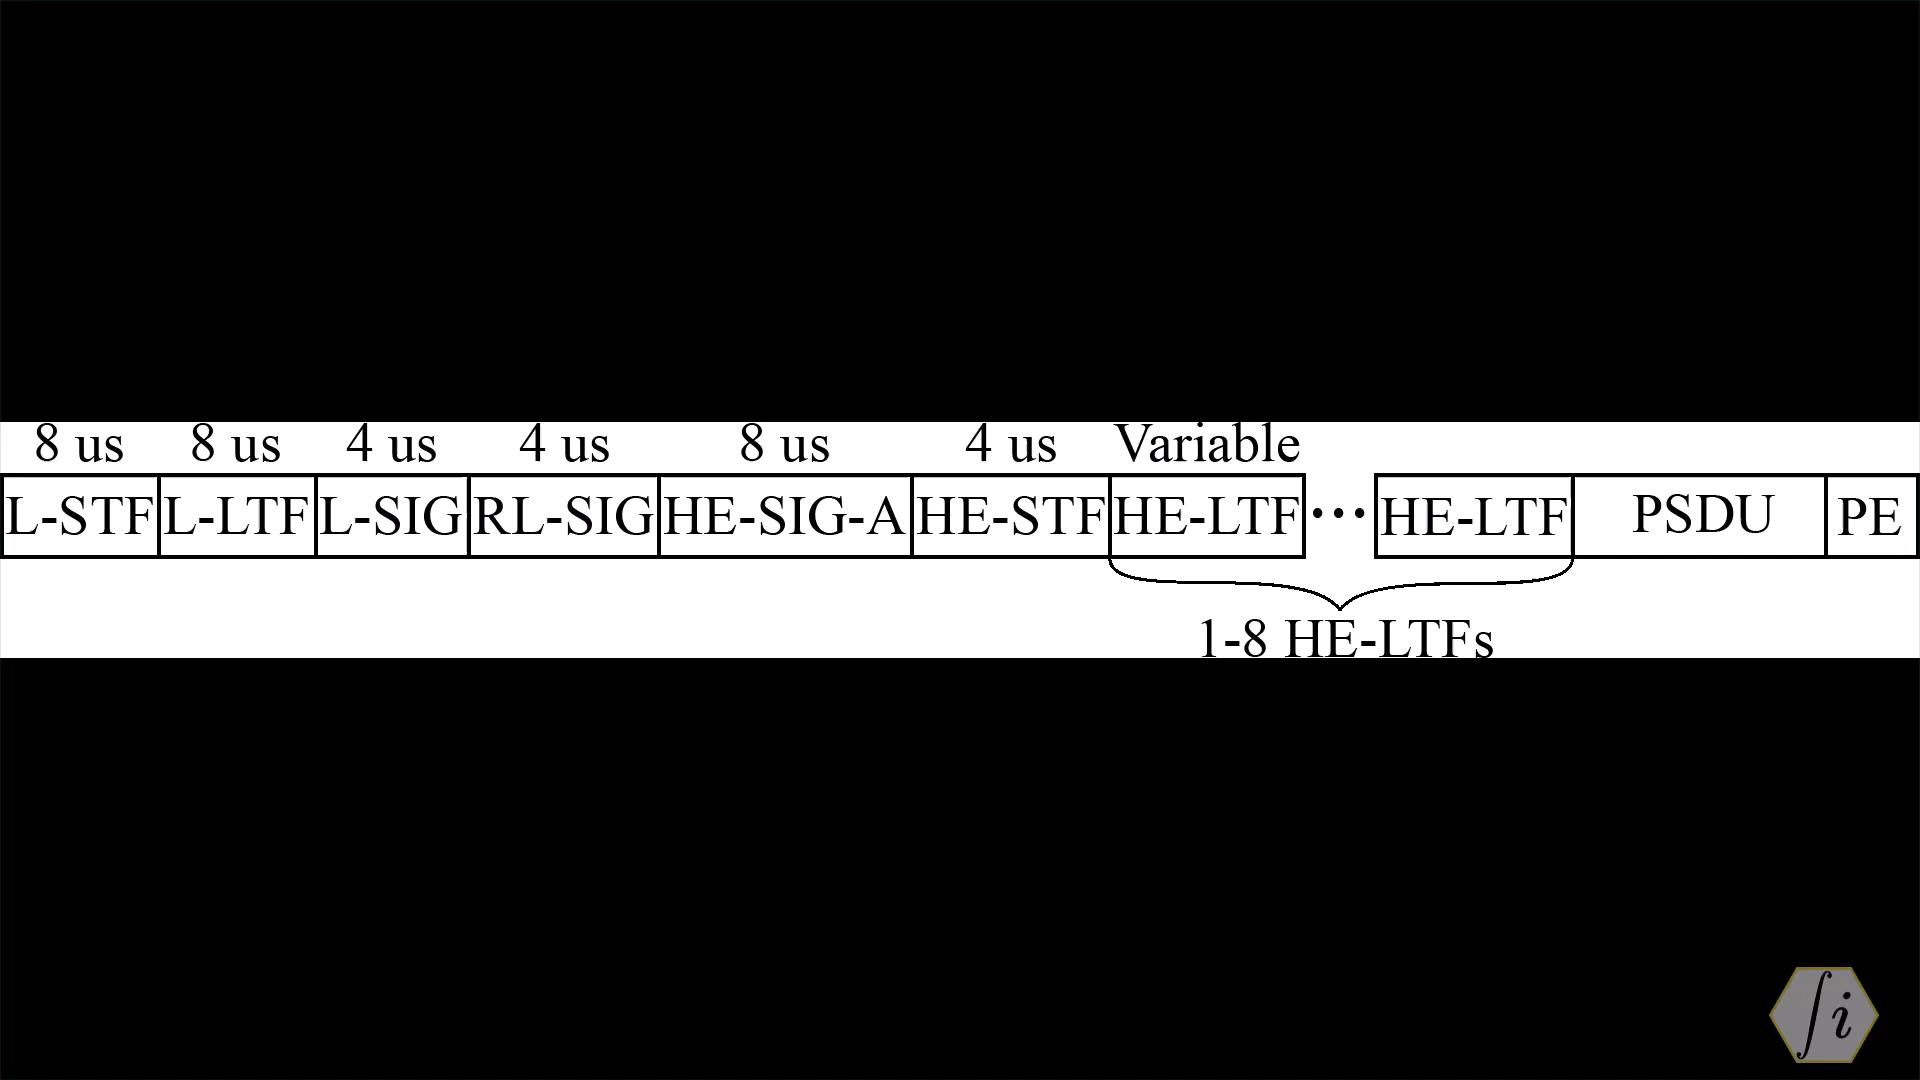 8 us 8 us 4 us 4 us 8 us 4 us Variable
L-STF L-LTF L-SIG RL-SIG HE-SIG-A HE-STF HE-LTF ··· HE-LTF PSDU PE
1-8 HE-LTFs
∫i